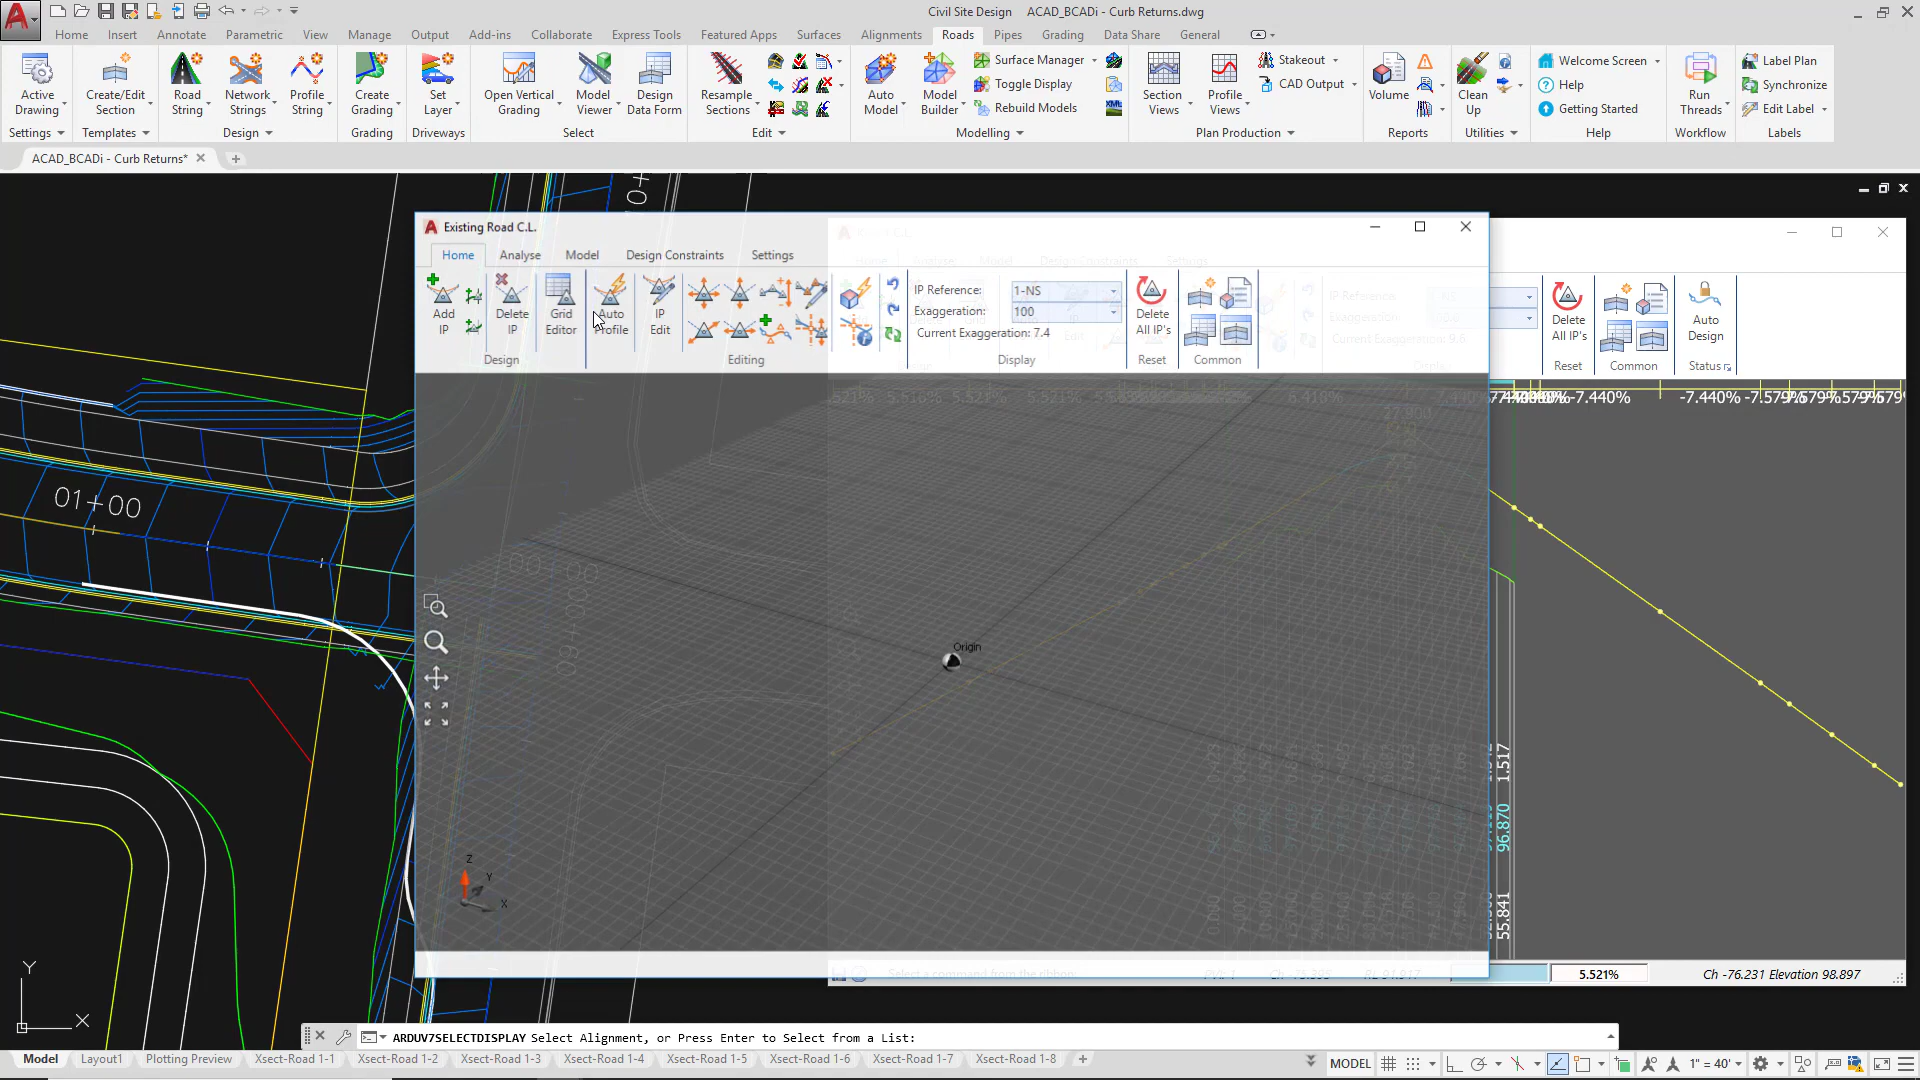 Civil Site Design ACAD_BCADi - Curb Returns.dwg
Home Insert Annotate Parametric View Manage Output Add-ins Collaborate Express Tools Featured Apps Surfaces Alignments Roads Pipes Grading Data Share General
Active Drawing
Create/Edit Section
Road String
Network Strings
Profile String
Create Grading
Set Layer
Open Vertical Grading
Model Viewer
Design Data Form
Resample Sections
Auto Model
Model Builder
Surface Manager
Toggle Display
Rebuild Models
Section Views
Profile Views
Stakeout
CAD Output
Volume
Clean Up
Welcome Screen
Help
Getting Started
Run Threads
Label Plan
Synchronize
Edit Label
Settings Templates Design Grading Driveways Select Edit Modelling Plan Production Reports Utilities Help Workflow Labels
ACAD_BCADi - Curb Returns*
Existing Road C.L.
Home Analyse Model Design Constraints Settings
Add IP
Delete IP
Grid Editor
Auto Profile
IP Edit
IP Reference: 1-NS
Exaggeration: 100
Current Exaggeration: 7.4
Delete All IP's
Design Editing Display Reset Common
Delete All IP's
Auto Design
Reset Common Status
-7.440% -7.440%
01+00
Origin
Z
Y
X
1.517
96.870
55.841
Select a command from the ribbon
5.521% Ch -76.231 Elevation 98.897
Y
X
ARDUV7SELECTDISPLAY Select Alignment, or Press Enter to Select from a List:
Model Layout1 Plotting Preview Xsect-Road 1-1 Xsect-Road 1-2 Xsect-Road 1-3 Xsect-Road 1-4 Xsect-Road 1-5 Xsect-Road 1-6 Xsect-Road 1-7 Xsect-Road 1-8
MODEL 1" = 40'